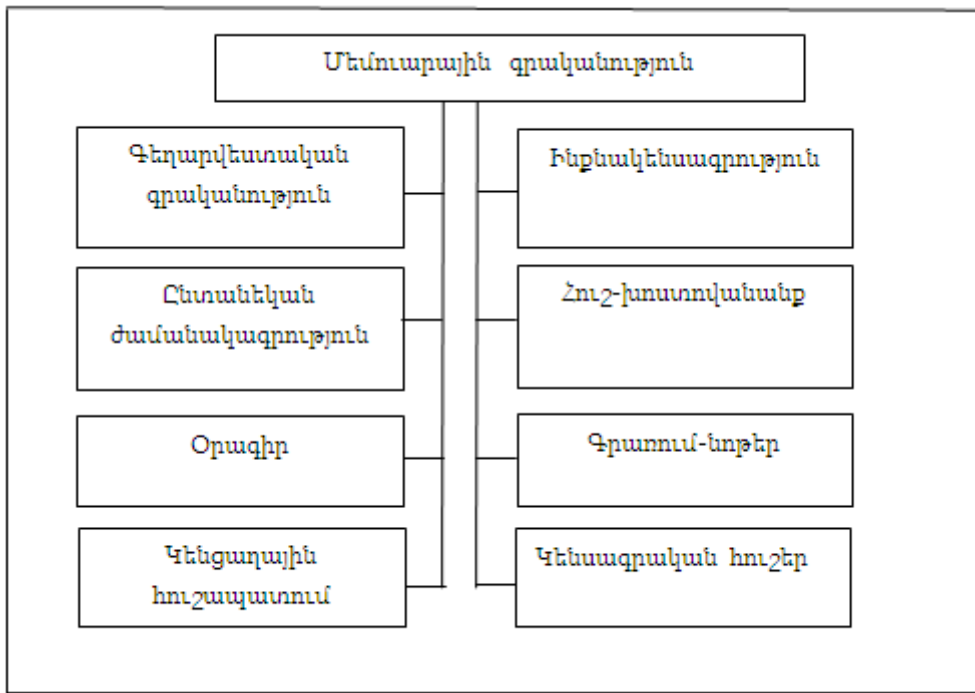 Մեմուարային գրականություն
Գեղարվեստական
գրականություն
Ինքնակենսագրություն
Ընտանեկան
ժամանակագրություն
Հուշ-խոստովանանք
Օրագիր
Գրառում-նոթեր
Կենցաղային
հուշապատում
Կենսագրական հուշեր